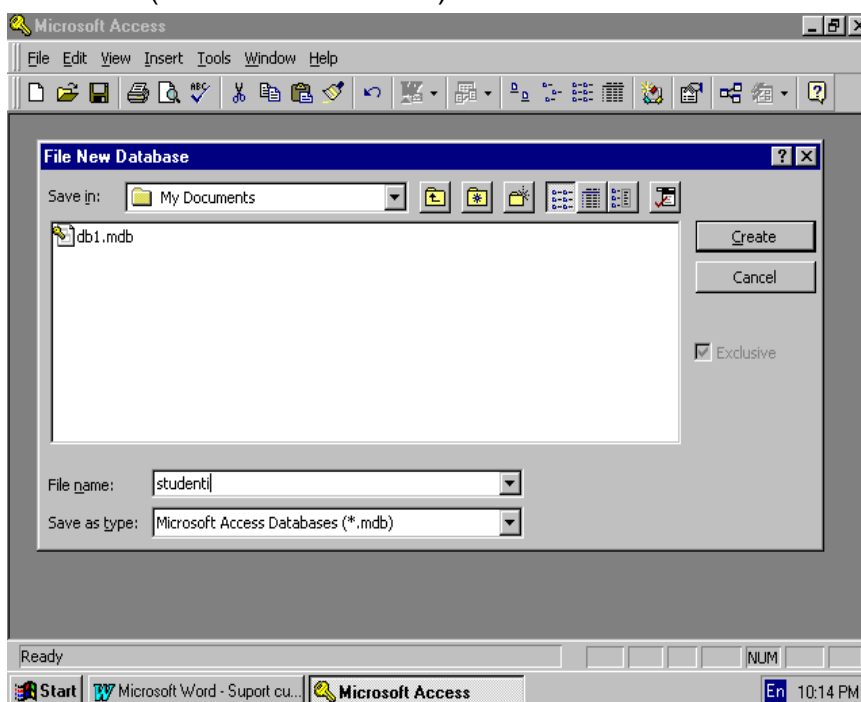 Microsoft Access
File Edit View Insert Tools Window Help
ABC
File New Database
Save in: My Documents
db1.mdb
Create
Cancel
Exclusive
File name: studenti
Save as type: Microsoft Access Databases (*.mdb)
Ready NUM
Start Microsoft Word - Suport cu... Microsoft Access En 10:14 PM